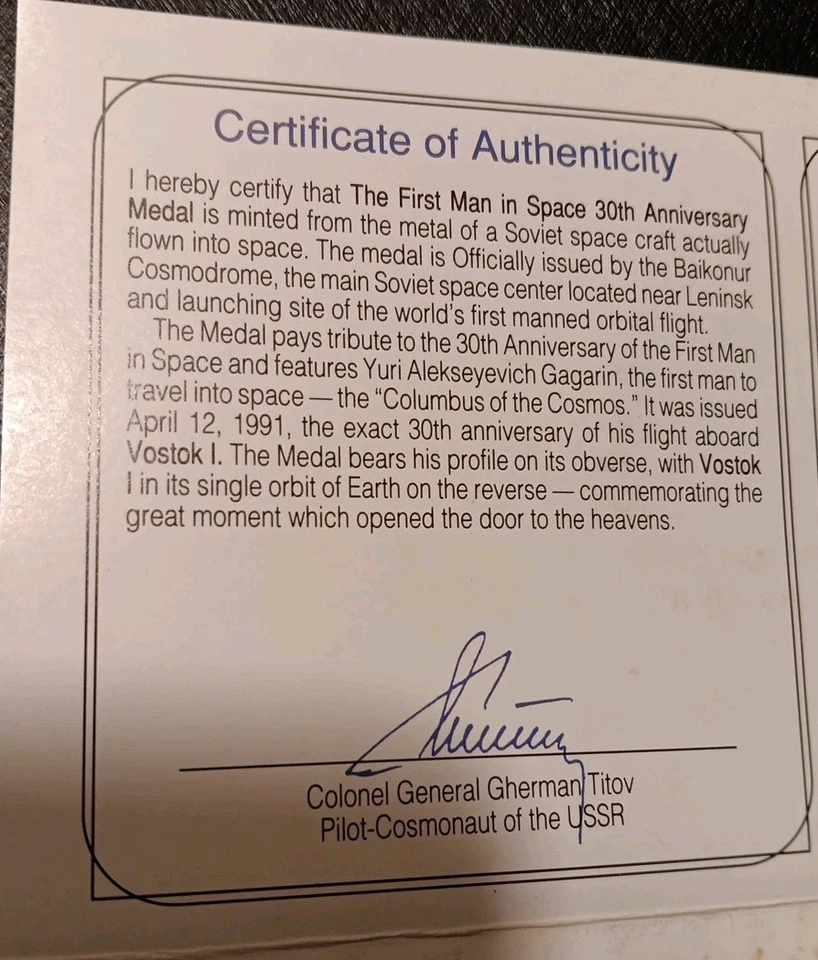 Certificate of Authenticity
I hereby certify that The First Man in Space 30th Anniversary
Medal is minted from the metal of a Soviet space craft actually
flown into space. The medal is Officially issued by the Baikonur
Cosmodrome, the main Soviet space center located near Leninsk
and launching site of the world's first manned orbital flight.
The Medal pays tribute to the 30th Anniversary of the First Man
in Space and features Yuri Alekseyevich Gagarin, the first man to
travel into space — the "Columbus of the Cosmos." It was issued
April 12, 1991, the exact 30th anniversary of his flight aboard
Vostok I. The Medal bears his profile on its obverse, with Vostok
I in its single orbit of Earth on the reverse — commemorating the
great moment which opened the door to the heavens.
Colonel General Gherman Titov
Pilot-Cosmonaut of the USSR